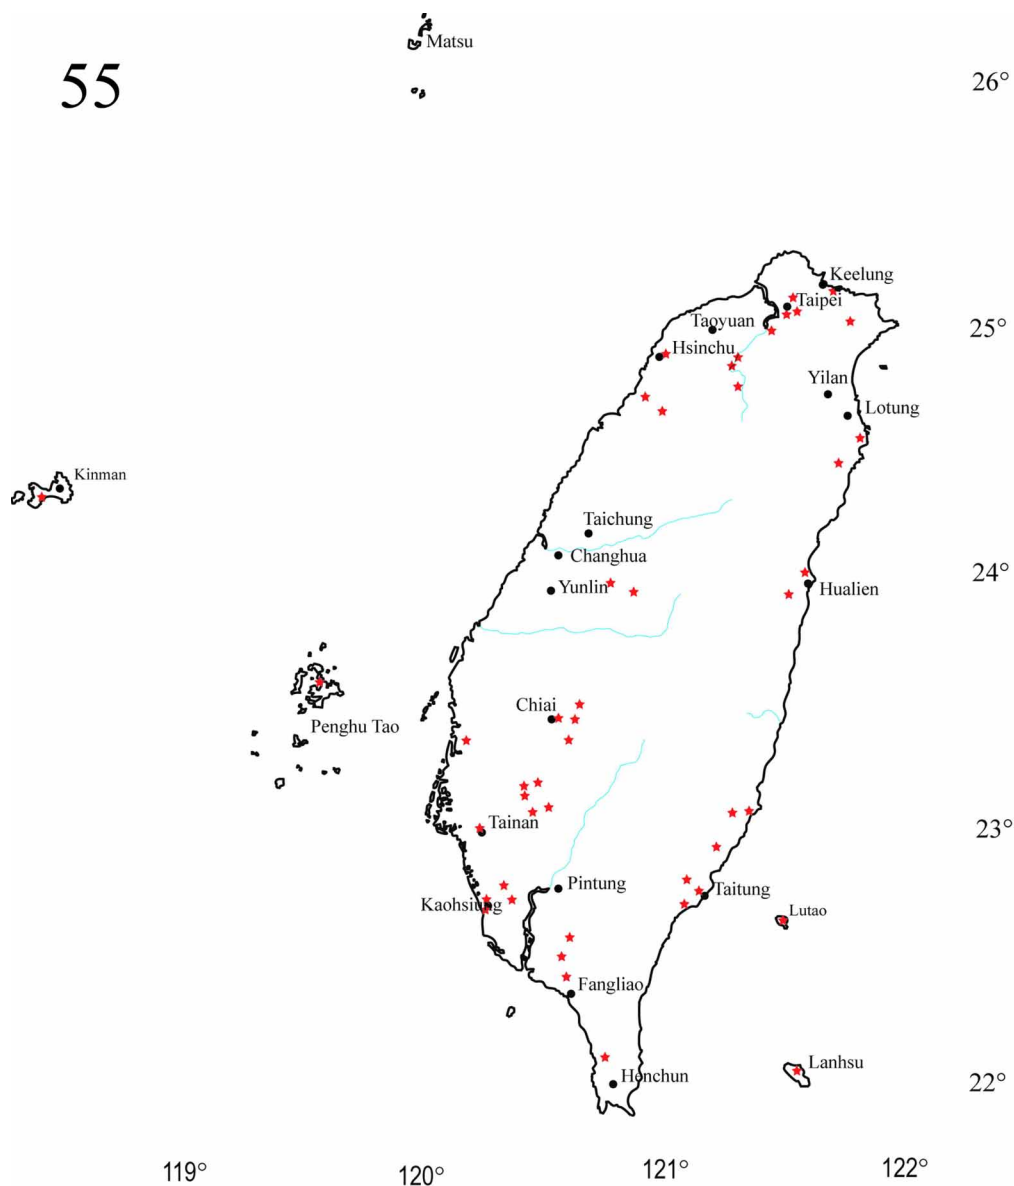 Matsu
55
26°
Keelung
Taipei
Taoyuan
25°
Hsinchu
Yilan
Lotung
Kinman
Taichung
Changhua
24°
Yunlin
Hualien
Chiai
Penghu Tao
Tainan
23°
Pintung
Taitung
Kaohsiung
Lutao
Fangliao
Lanhsu
Henchun
22°
119°
120°
121°
122°